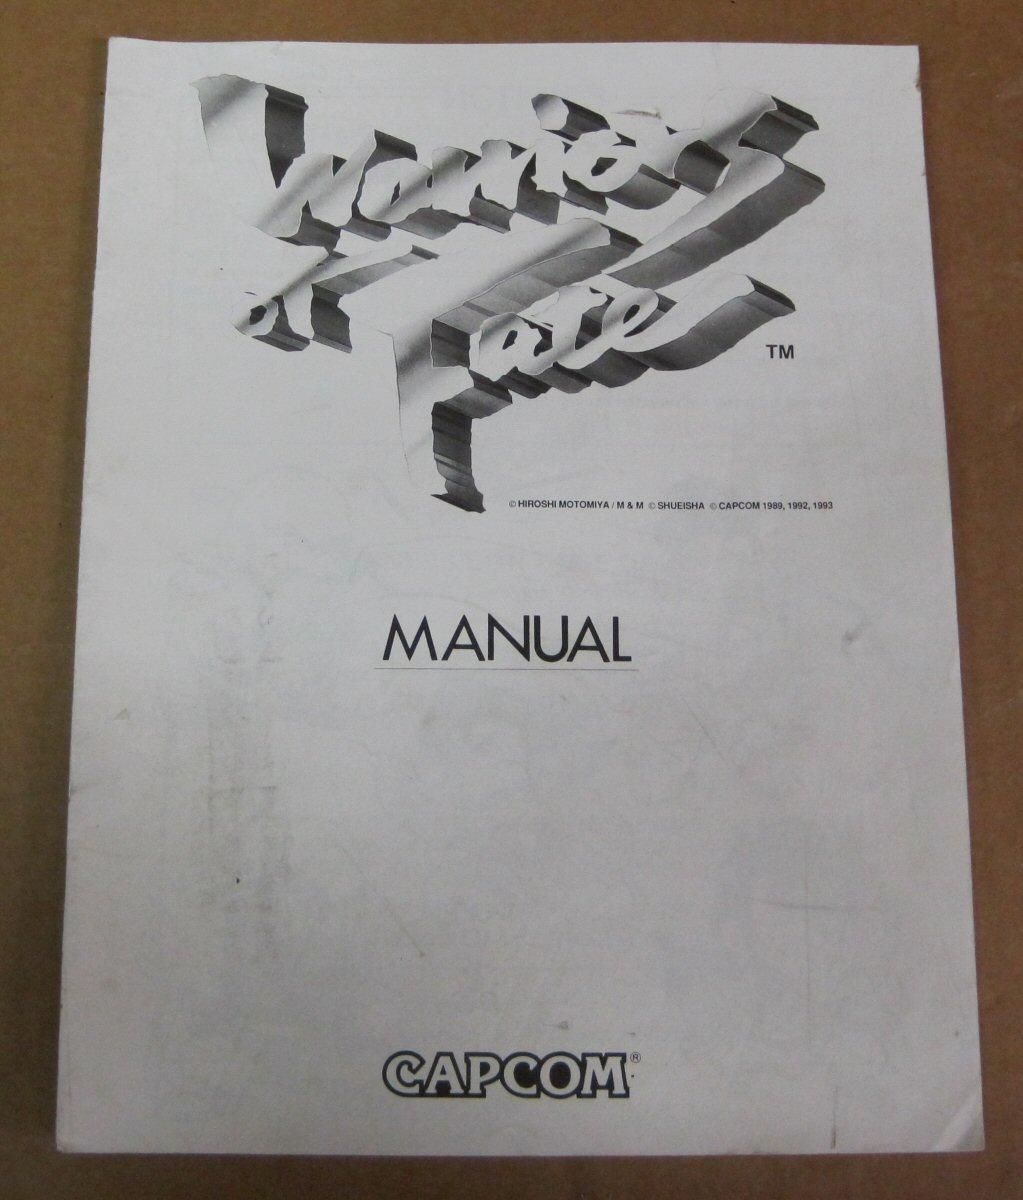 Warriors
of Fate
TM
© HIROSHI MOTOMIYA / M & M © SHUEISHA © CAPCOM 1989, 1992, 1993
MANUAL
CAPCOM®